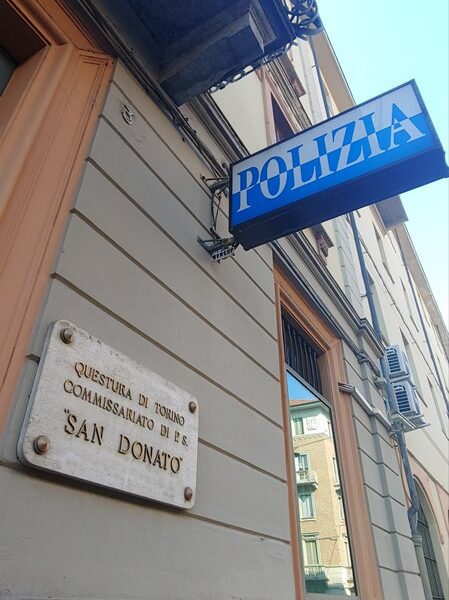 POLIZIA
QUESTURA DI TORINO
COMMISSARIATO DI P.S.
"SAN DONATO"